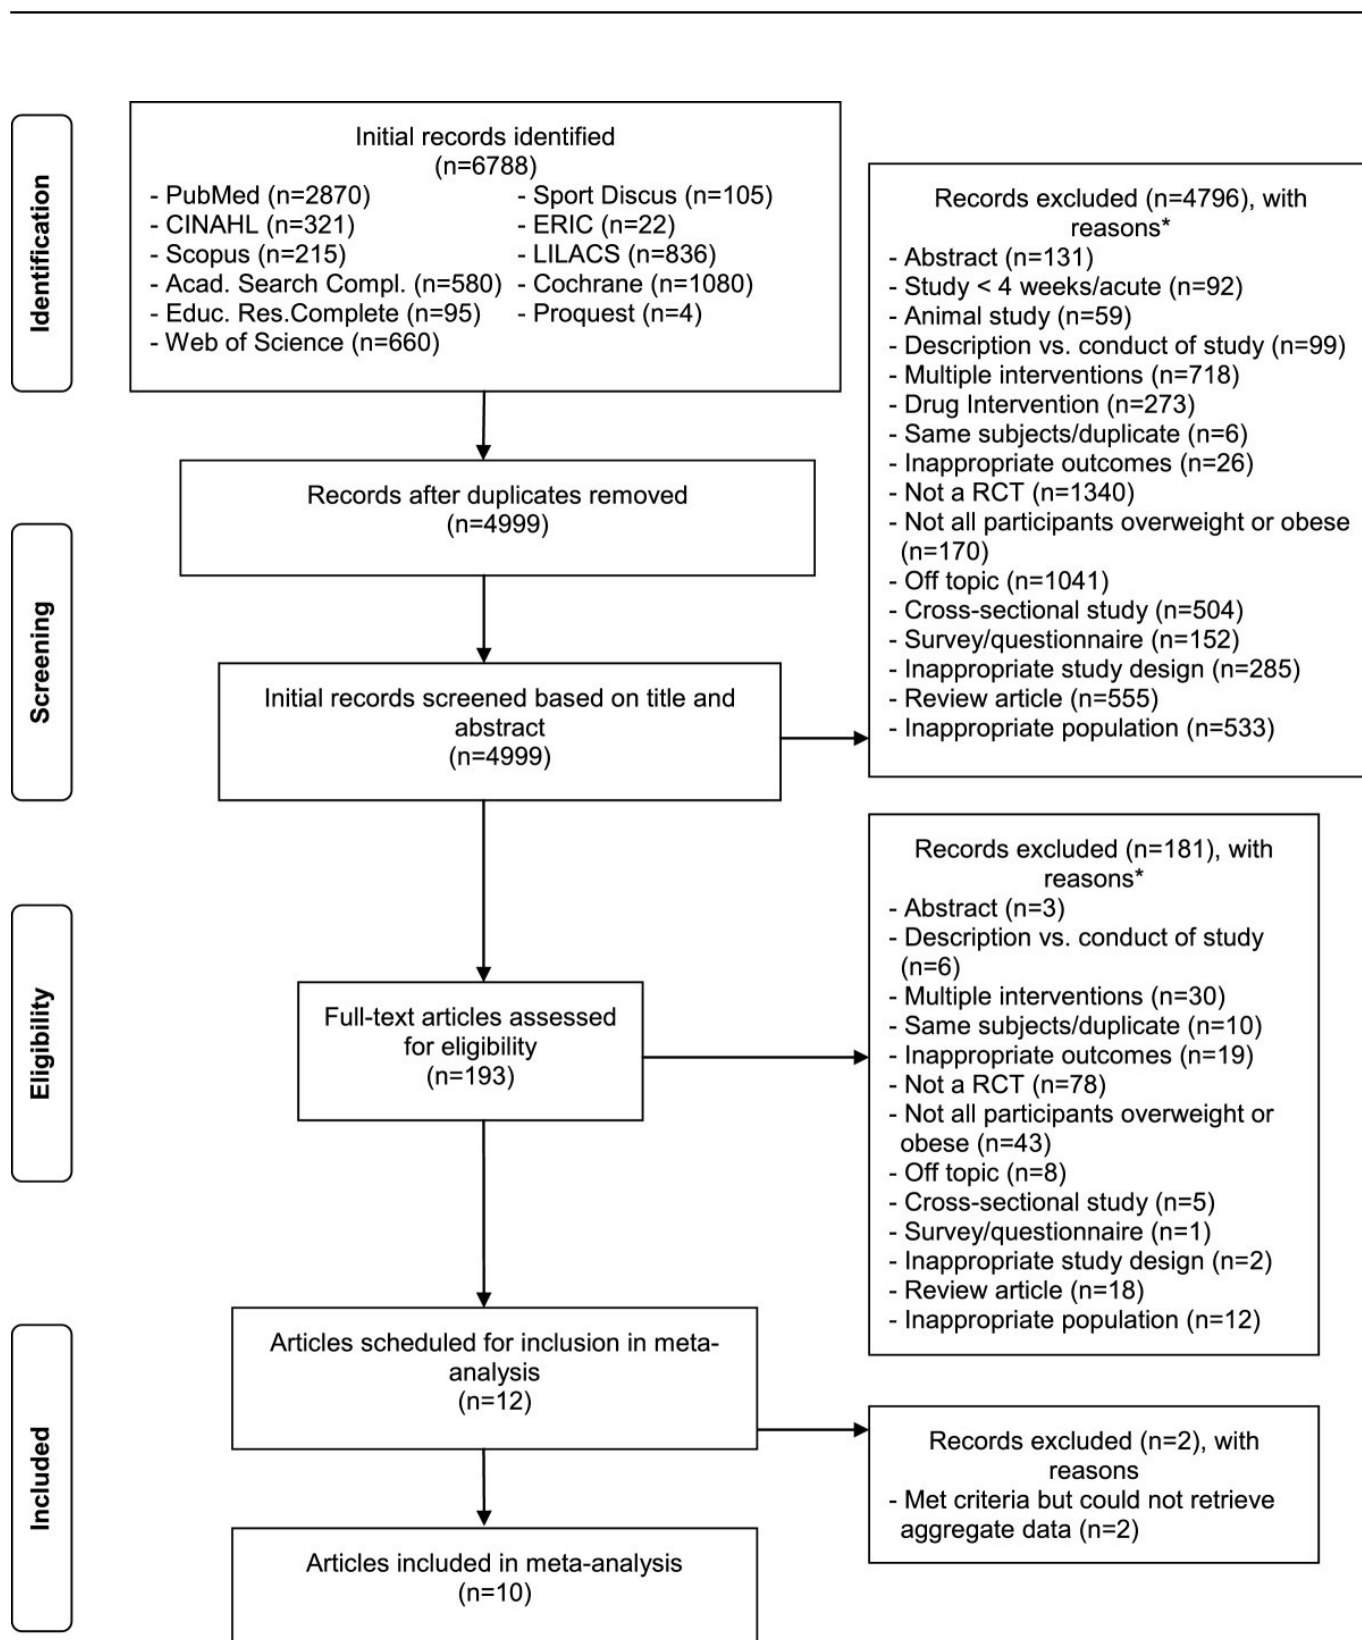 Identification
Initial records identified
(n=6788)
- PubMed (n=2870)
- CINAHL (n=321)
- Scopus (n=215)
- Acad. Search Compl. (n=580)
- Educ. Res.Complete (n=95)
- Web of Science (n=660)
- Sport Discus (n=105)
- ERIC (n=22)
- LILACS (n=836)
- Cochrane (n=1080)
- Proquest (n=4)
Records after duplicates removed
(n=4999)
Screening
Initial records screened based on title and
abstract
(n=4999)
Records excluded (n=4796), with
reasons*
- Abstract (n=131)
- Study < 4 weeks/acute (n=92)
- Animal study (n=59)
- Description vs. conduct of study (n=99)
- Multiple interventions (n=718)
- Drug Intervention (n=273)
- Same subjects/duplicate (n=6)
- Inappropriate outcomes (n=26)
- Not a RCT (n=1340)
- Not all participants overweight or obese
(n=170)
- Off topic (n=1041)
- Cross-sectional study (n=504)
- Survey/questionnaire (n=152)
- Inappropriate study design (n=285)
- Review article (n=555)
- Inappropriate population (n=533)
Eligibility
Full-text articles assessed
for eligibility
(n=193)
Records excluded (n=181), with
reasons*
- Abstract (n=3)
- Description vs. conduct of study
(n=6)
- Multiple interventions (n=30)
- Same subjects/duplicate (n=10)
- Inappropriate outcomes (n=19)
- Not a RCT (n=78)
- Not all participants overweight or
obese (n=43)
- Off topic (n=8)
- Cross-sectional study (n=5)
- Survey/questionnaire (n=1)
- Inappropriate study design (n=2)
- Review article (n=18)
- Inappropriate population (n=12)
Included
Articles scheduled for inclusion in meta-
analysis
(n=12)
Records excluded (n=2), with
reasons
- Met criteria but could not retrieve
aggregate data (n=2)
Articles included in meta-analysis
(n=10)